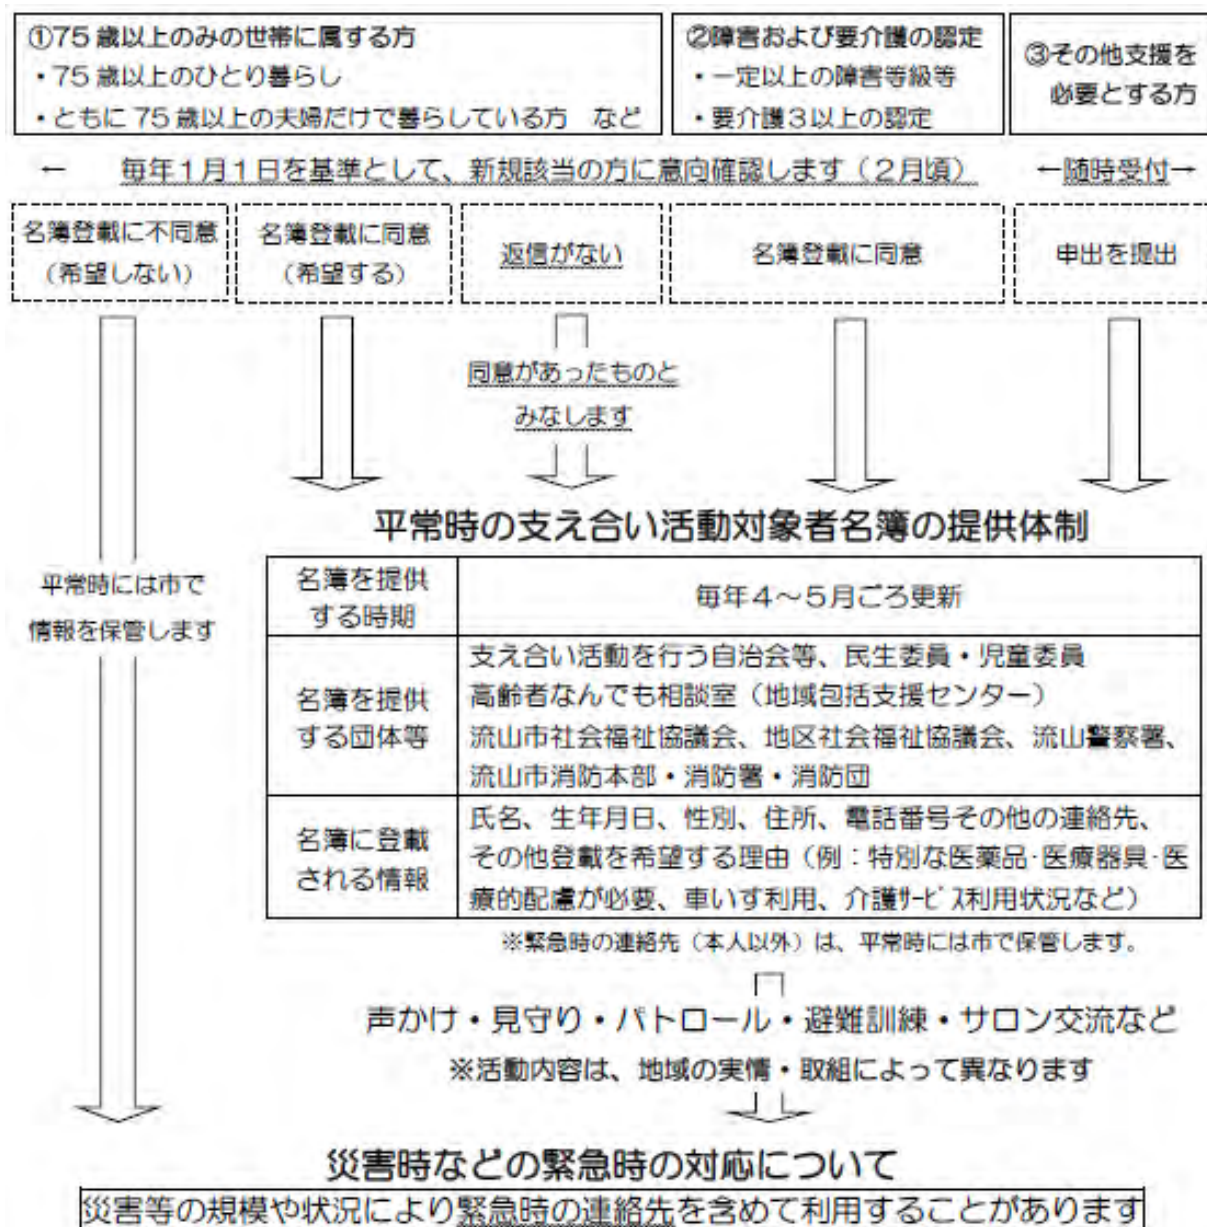 ①75歳以上のみの世帯に属する方
・75歳以上のひとり暮らし
・ともに75歳以上の夫婦だけで暮らしている方　など
②障害および要介護の認定
・一定以上の障害等級等
・要介護3以上の認定
③その他支援を
必要とする方
←　毎年1月1日を基準として、新規該当の方に意向確認します（2月頃）
←随時受付→
名簿登載に不同意
（希望しない）
名簿登載に同意
（希望する）
返信がない
名簿登載に同意
申出を提出
同意があったものと
みなします
平常時には市で
情報を保管します
平常時の支え合い活動対象者名簿の提供体制
名簿を提供
する時期
毎年4～5月ごろ更新
名簿を提供
する団体等
支え合い活動を行う自治会等、民生委員・児童委員
高齢者なんでも相談室（地域包括支援センター）
流山市社会福祉協議会、地区社会福祉協議会、流山警察署、
流山市消防本部・消防署・消防団
名簿に登載
される情報
氏名、生年月日、性別、住所、電話番号その他の連絡先、
その他登載を希望する理由（例：特別な医薬品･医療器具･医
療的配慮が必要、車いす利用、介護ｻｰﾋﾞｽ利用状況など）
※緊急時の連絡先（本人以外）は、平常時には市で保管します。
声かけ・見守り・パトロール・避難訓練・サロン交流など
※活動内容は、地域の実情・取組によって異なります
災害時などの緊急時の対応について
災害等の規模や状況により緊急時の連絡先を含めて利用することがあります